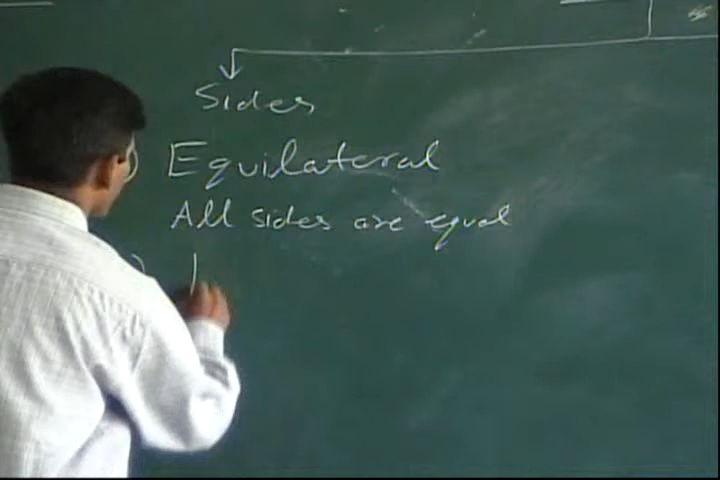 Sides
) Equilateral
All sides are equal
)